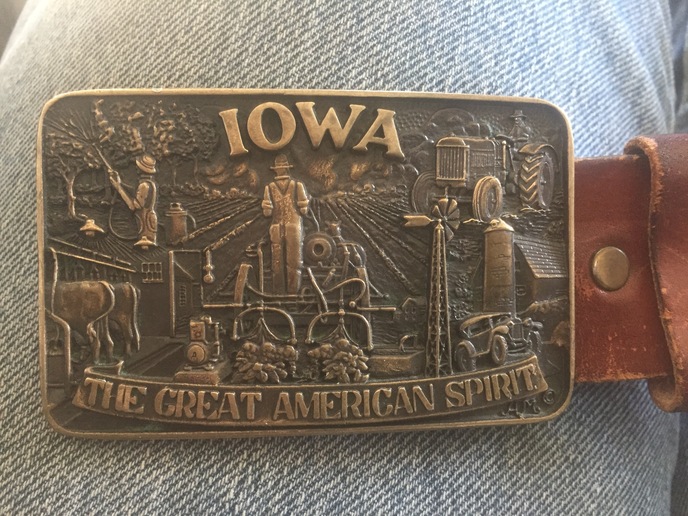 IOWA
THE GREAT AMERICAN SPIRIT.
©